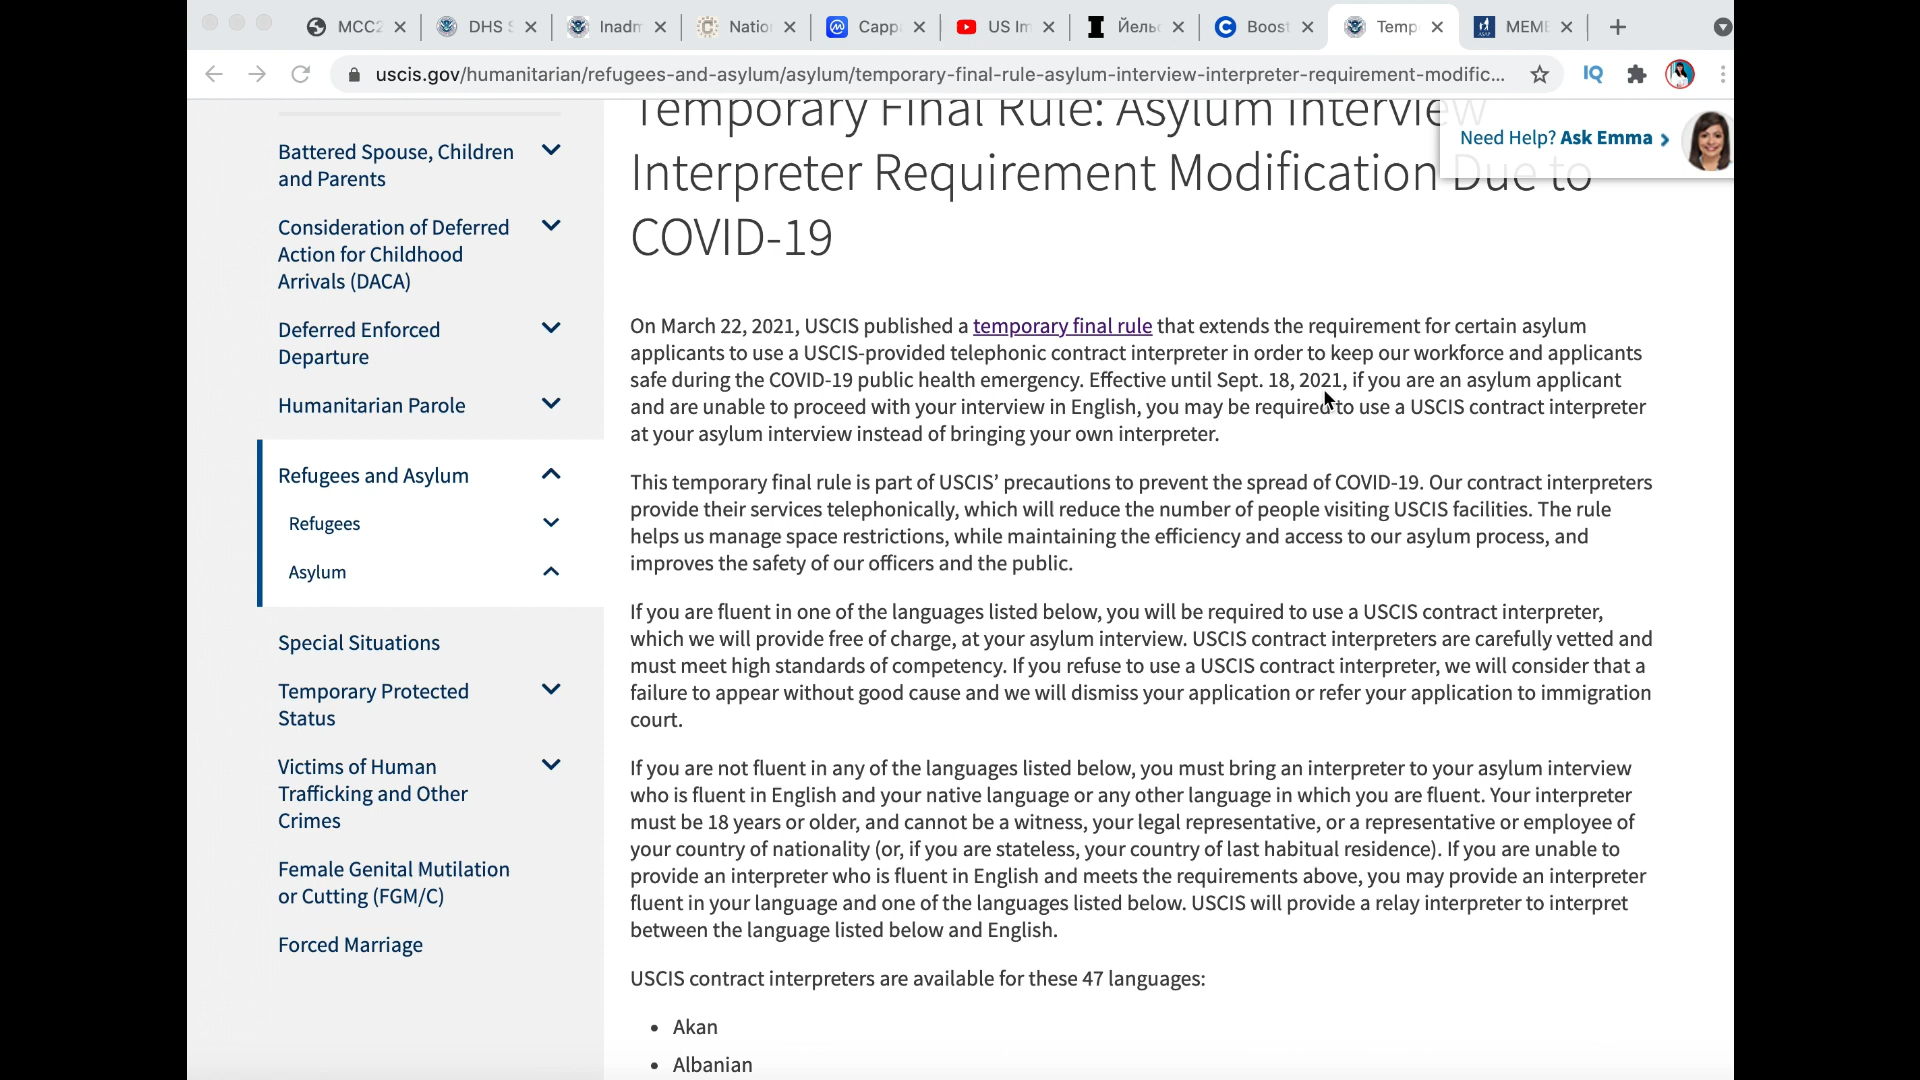 MCC2
DHS S
Inadm
Natio
Capp
US Im
Йельс
Boost
Temp
MEME
uscis.gov/humanitarian/refugees-and-asylum/asylum/temporary-final-rule-asylum-interview-interpreter-requirement-modific...
IQ
Need Help? Ask Emma
Battered Spouse, Children
and Parents
Consideration of Deferred
Action for Childhood
Arrivals (DACA)
Deferred Enforced
Departure
Humanitarian Parole
Refugees and Asylum
Refugees
Asylum
Special Situations
Temporary Protected
Status
Victims of Human
Trafficking and Other
Crimes
Female Genital Mutilation
or Cutting (FGM/C)
Forced Marriage
Temporary Final Rule: Asylum Interview
Interpreter Requirement Modification Due to
COVID-19
On March 22, 2021, USCIS published a temporary final rule that extends the requirement for certain asylum
applicants to use a USCIS-provided telephonic contract interpreter in order to keep our workforce and applicants
safe during the COVID-19 public health emergency. Effective until Sept. 18, 2021, if you are an asylum applicant
and are unable to proceed with your interview in English, you may be required to use a USCIS contract interpreter
at your asylum interview instead of bringing your own interpreter.
This temporary final rule is part of USCIS’ precautions to prevent the spread of COVID-19. Our contract interpreters
provide their services telephonically, which will reduce the number of people visiting USCIS facilities. The rule
helps us manage space restrictions, while maintaining the efficiency and access to our asylum process, and
improves the safety of our officers and the public.
If you are fluent in one of the languages listed below, you will be required to use a USCIS contract interpreter,
which we will provide free of charge, at your asylum interview. USCIS contract interpreters are carefully vetted and
must meet high standards of competency. If you refuse to use a USCIS contract interpreter, we will consider that a
failure to appear without good cause and we will dismiss your application or refer your application to immigration
court.
If you are not fluent in any of the languages listed below, you must bring an interpreter to your asylum interview
who is fluent in English and your native language or any other language in which you are fluent. Your interpreter
must be 18 years or older, and cannot be a witness, your legal representative, or a representative or employee of
your country of nationality (or, if you are stateless, your country of last habitual residence). If you are unable to
provide an interpreter who is fluent in English and meets the requirements above, you may provide an interpreter
fluent in your language and one of the languages listed below. USCIS will provide a relay interpreter to interpret
between the language listed below and English.
USCIS contract interpreters are available for these 47 languages:
• Akan
• Albanian